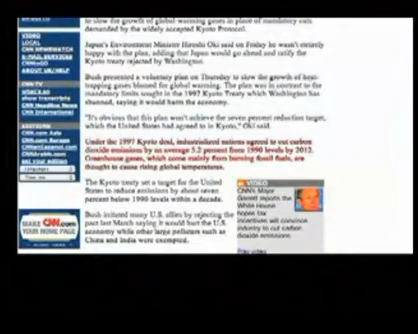 to slow the growth of global warming gases in place of mandatory cuts
demanded by the widely accepted Kyoto Protocol.
VIDEO
LOCAL
CNN NEWSWATCH
E-MAIL SERVICES
CNNtoGO
ABOUT US/HELP
Japan's Environment Minister Hiroshi Oki said on Friday he wasn't entirely
happy with the plan, adding that Japan would go ahead and ratify the
Kyoto treaty rejected by Washington.
Bush presented a voluntary plan on Thursday to slow the growth of heat-
trapping gases blamed for global warming. The plan was in contrast to the
mandatory limits sought in the 1997 Kyoto Treaty which Washington has
shunned, saying it would harm the economy.
CNN TV
what's on
show transcripts
CNN Headline News
CNN International
"It's obvious that this plan won't achieve the seven percent reduction target,
which the United States had agreed to in Kyoto," Oki said.
EDITIONS
CNN.com Asia
CNN.com Europe
CNNenEspanol.com
CNNArabic.com
set your edition
Under the 1997 Kyoto deal, industrialized nations agreed to cut carbon
dioxide emissions by an average 5.2 percent from 1990 levels by 2012.
Greenhouse gases, which come mainly from burning fossil fuels, are
thought to cause rising global temperatures.
The Kyoto treaty set a target for the United
States to reduce emissions by about seven
percent below 1990 levels within a decade.
VIDEO
CNN's Major
Garrett reports the
White House
hopes tax
incentives will convince
industry to cut carbon
dioxide emissions
Play video
MAKE CNN.com
YOUR HOME PAGE
Bush irritated many U.S. allies by rejecting the
pact last March saying it would hurt the U.S.
economy while other large polluters such as
China and India were exempted.